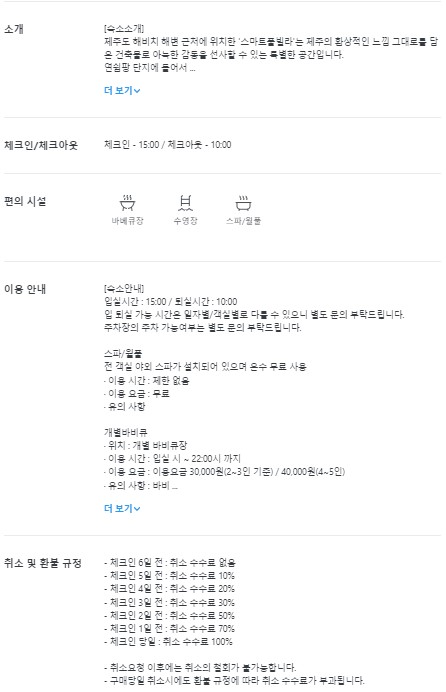 소개
[숙소소개]
제주도 해비치 해변 근처에 위치한 '스마트풀빌라'는 제주의 환상적인 느낌 그대로를 담
은 건축물로 아늑한 감동을 선사할 수 있는 특별한 공간입니다.
연쉼팡 단지에 들어서 ...
더 보기
체크인/체크아웃
체크인 - 15:00 / 체크아웃 - 10:00
편의 시설
바베큐장
수영장
스파/월풀
이용 안내
[숙소안내]
입실시간 : 15:00 / 퇴실시간 : 10:00
입 퇴실 가능 시간은 일자별/객실별로 다를 수 있으니 별도 문의 부탁드립니다.
주차장의 주차 가능여부는 별도 문의 부탁드립니다.
스파/월풀
전 객실 야외 스파가 설치되어 있으며 온수 무료 사용
· 이용 시간 : 제한 없음
· 이용 요금 : 무료
· 유의 사항
개별바비큐
· 위치 : 개별 바비큐장
· 이용 시간 : 입실 시 ~ 22:00시 까지
· 이용 요금 : 이용요금 30,000원(2~3인 기준) / 40,000원(4~5인)
· 유의 사항 : 바비 ...
더 보기
취소 및 환불 규정
- 체크인 6일 전 : 취소 수수료 없음
- 체크인 5일 전 : 취소 수수료 10%
- 체크인 4일 전 : 취소 수수료 20%
- 체크인 3일 전 : 취소 수수료 30%
- 체크인 2일 전 : 취소 수수료 50%
- 체크인 1일 전 : 취소 수수료 70%
- 체크인 당일 : 취소 수수료 100%
- 취소요청 이후에는 취소의 철회가 불가능합니다.
- 구매당일 취소시에도 환불 규정에 따라 취소 수수료가 부과됩니다.